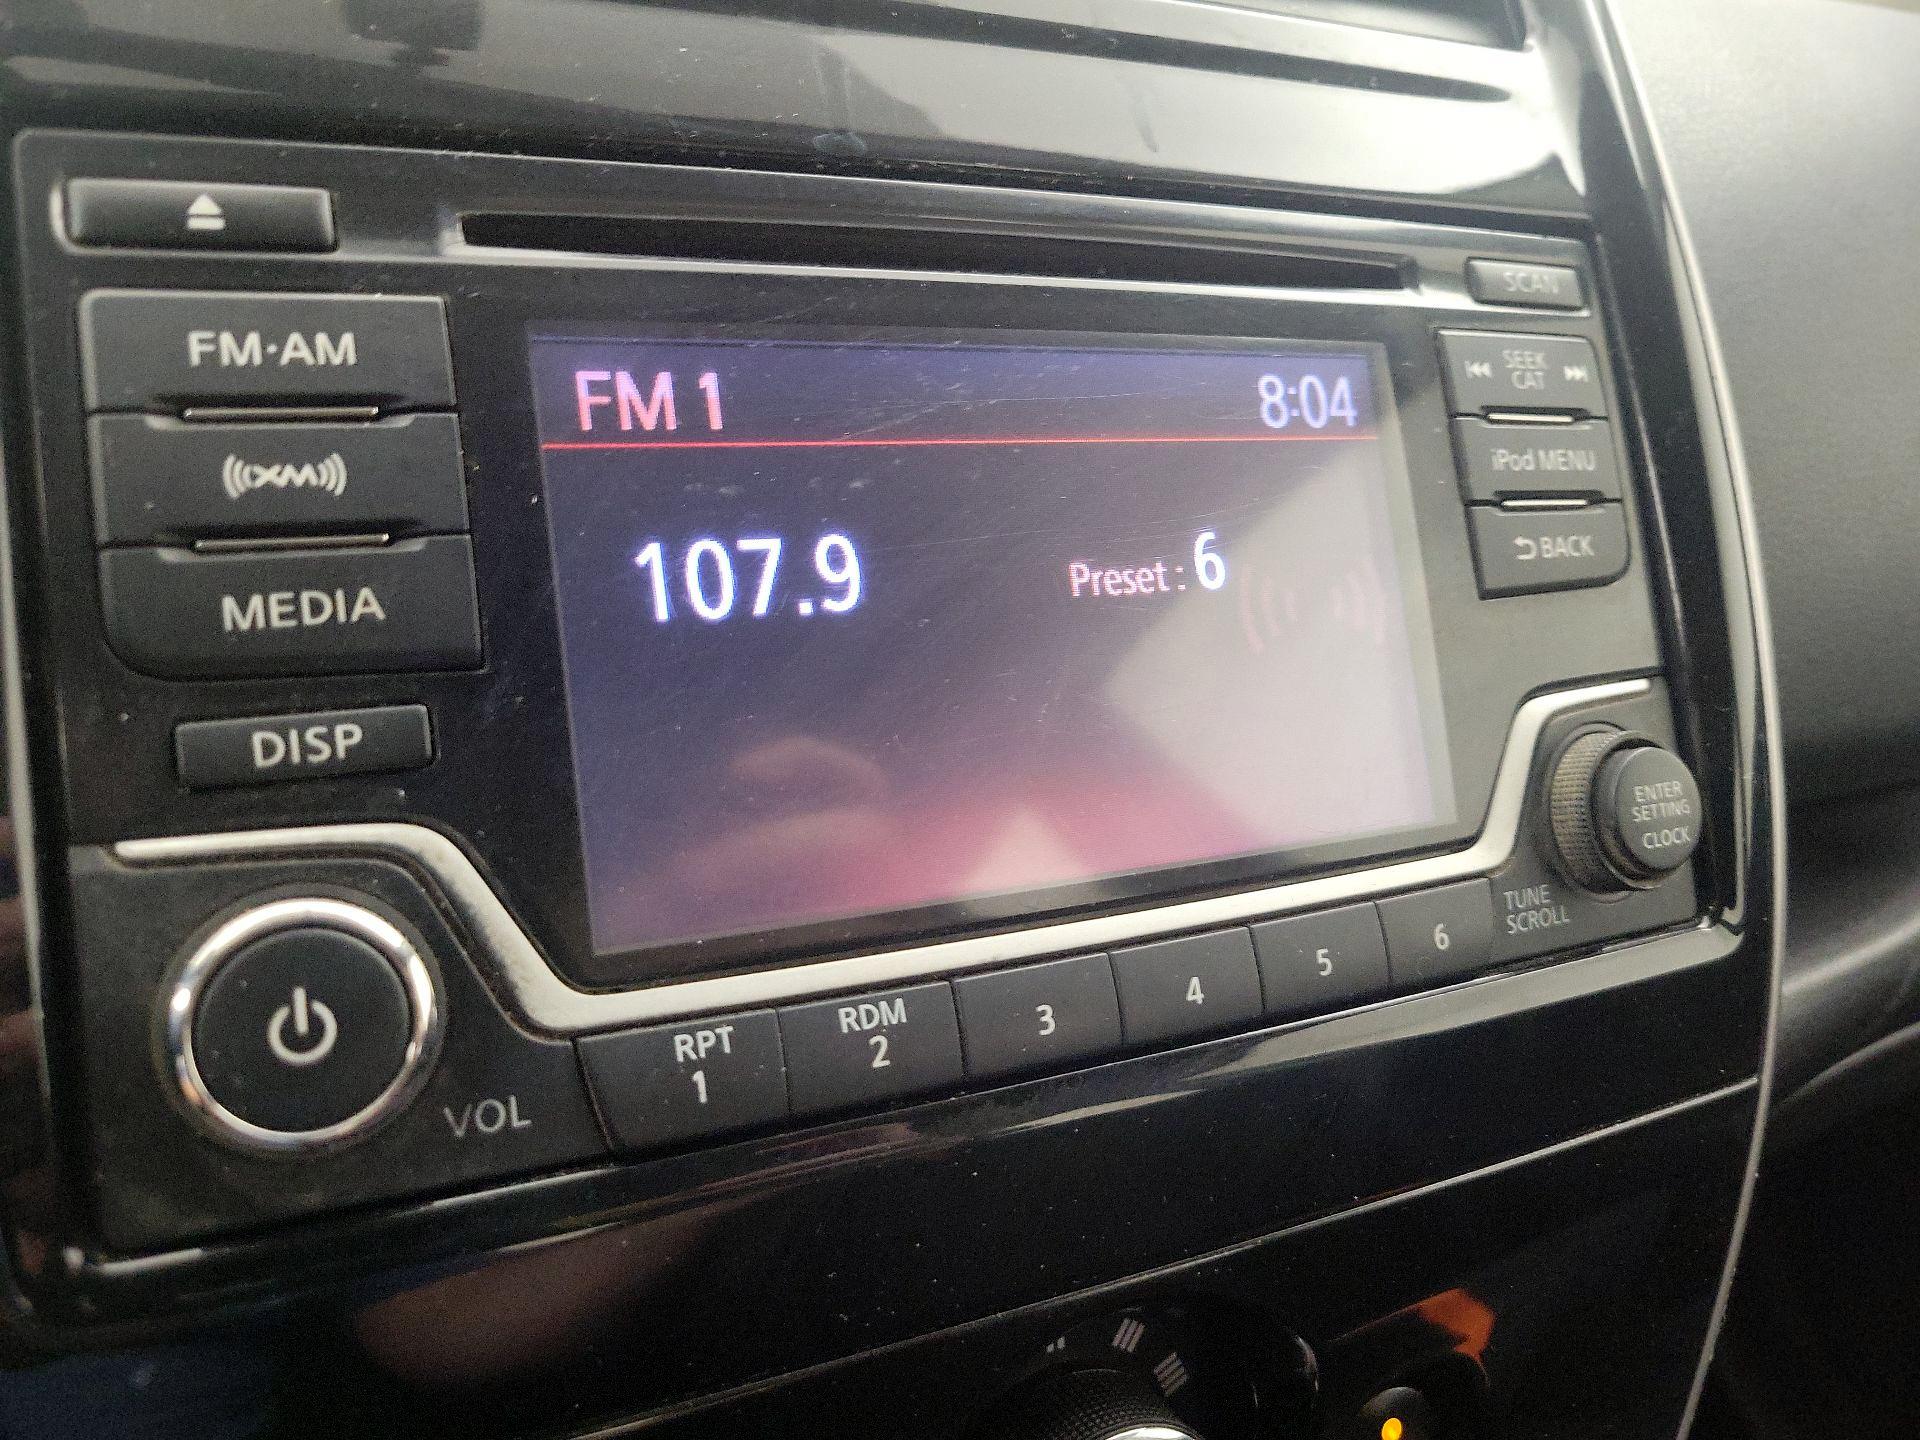 SCAN
FM·AM
FM 1
8:04
SEEK
CAT
XM
iPod MENU
107.9
Preset : 6
BACK
MEDIA
DISP
ENTER
SETTING
CLOCK
TUNE
SCROLL
VOL
RPT
1
RDM
2
3
4
5
6